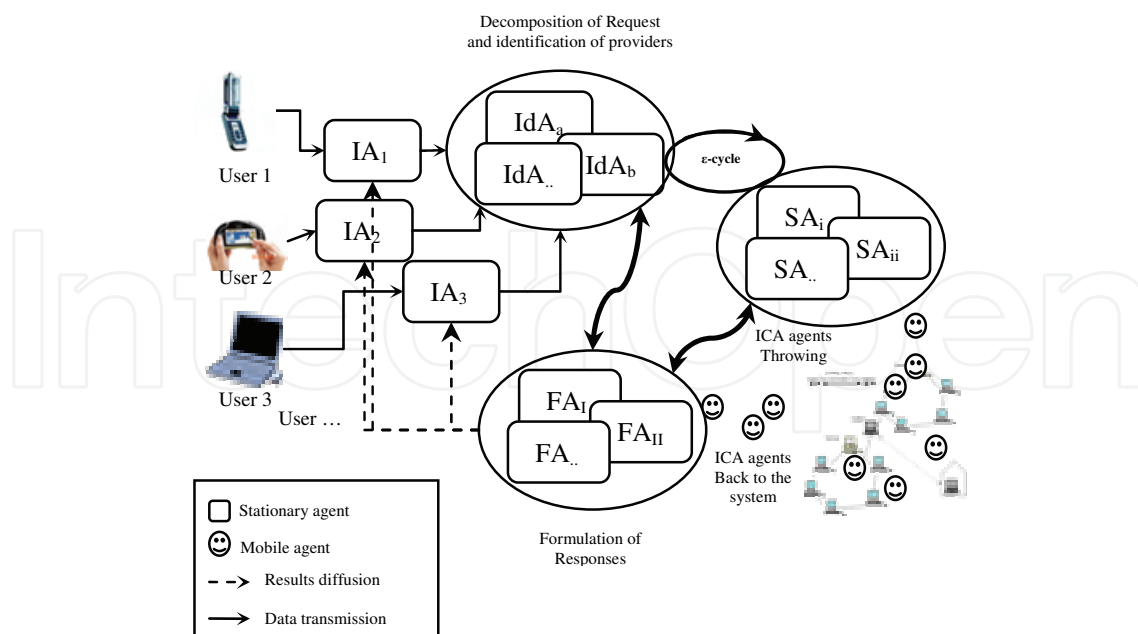 Decomposition of Request
and identification of providers
User 1
IA1
IdAa
IdAb
IdA..
ε-cycle
User 2
IA2
SAi
SAii
SA..
IA3
User 3
User ...
ICA agents
Throwing
FAI
FAII
FA..
ICA agents
Back to the
system
Formulation of
Responses
Stationary agent
Mobile agent
Results diffusion
Data transmission
IntechOpen